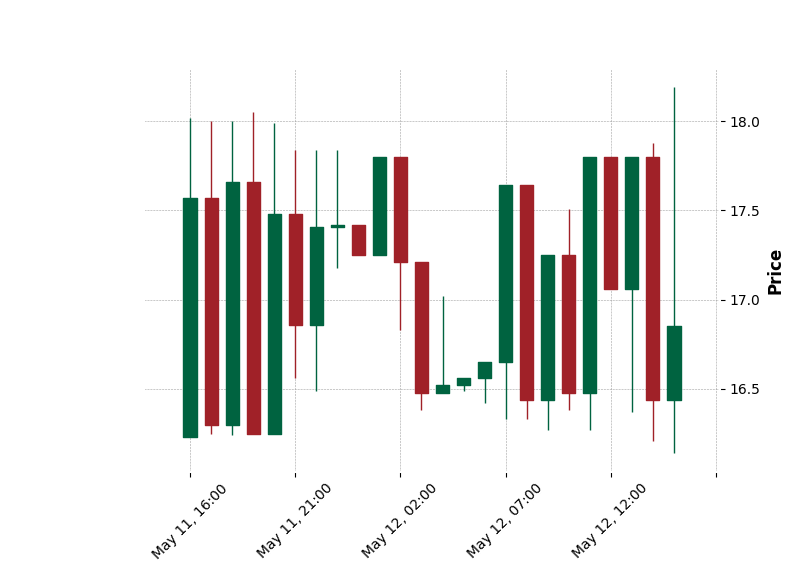 18.0
17.5
17.0
16.5
Price
May 11, 16:00
May 11, 21:00
May 12, 02:00
May 12, 07:00
May 12, 12:00